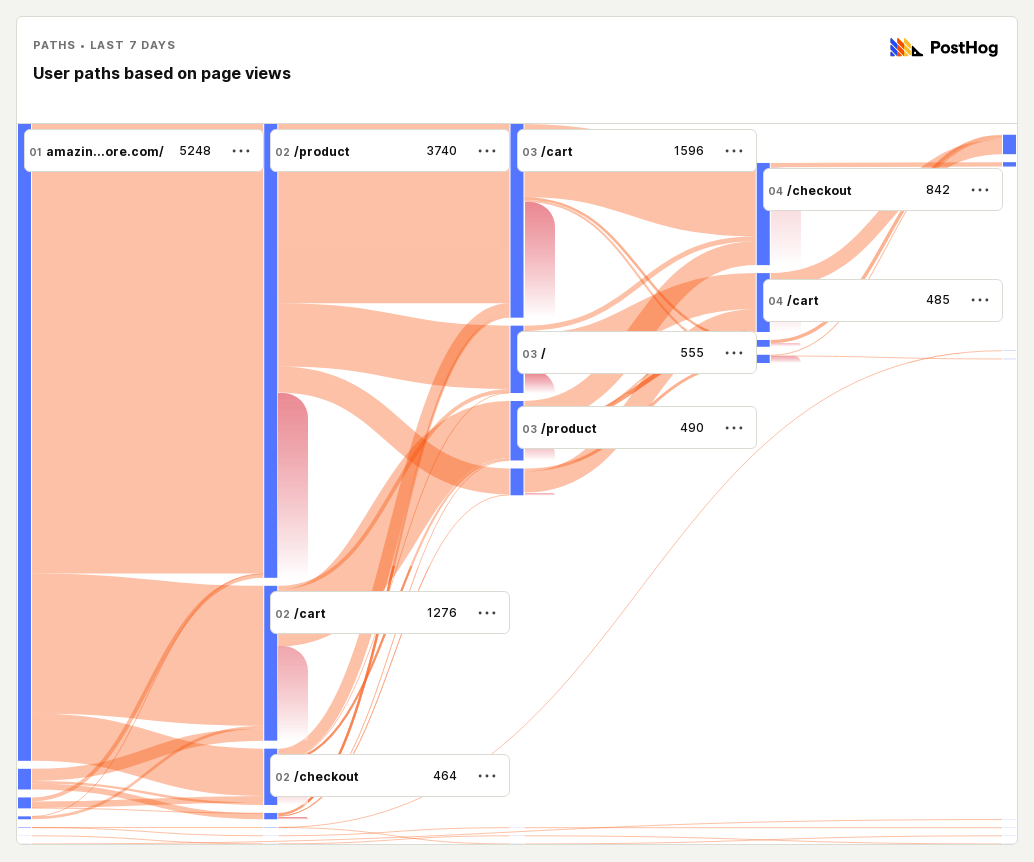 PATHS • LAST 7 DAYS
PostHog
User paths based on page views
01 amazin...ore.com/ 5248 •••
02 /product 3740 •••
03 /cart 1596 •••
04 /checkout 842 •••
04 /cart 485 •••
03 / 555 •••
03 /product 490 •••
02 /cart 1276 •••
02 /checkout 464 •••